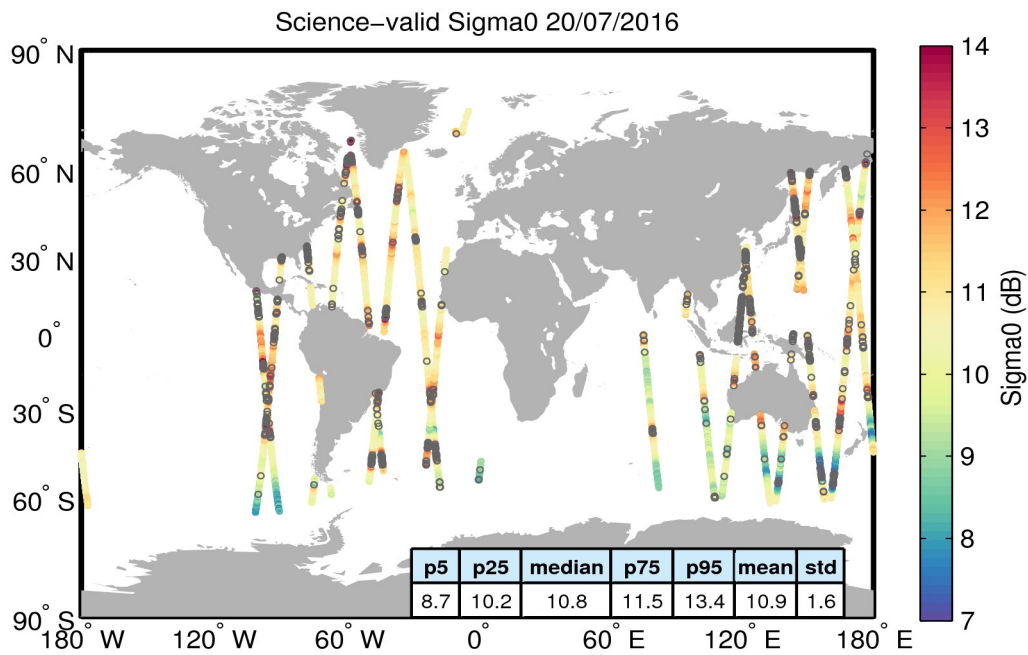 Science−valid Sigma0 20/07/2016
90° N
60° N
30° N
0°
30° S
60° S
90° S
180° W
120° W
60° W
0°
60° E
120° E
180° E
p5 p25 median p75 p95 mean std
8.7 10.2 10.8 11.5 13.4 10.9 1.6
14
13
12
11
10
9
8
7
Sigma0 (dB)